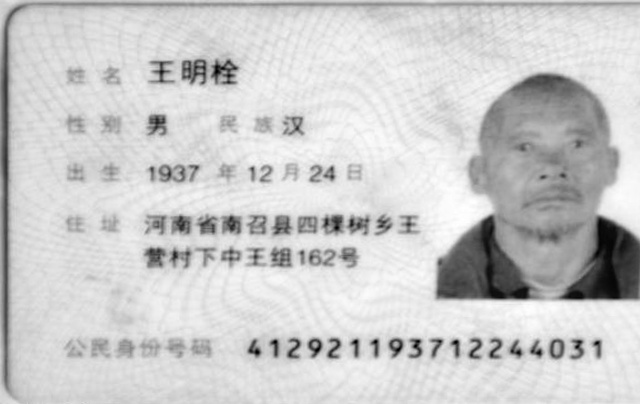 姓名 王明栓
性别 男 民族 汉
出生 1937 年 12 月 24 日
住址 河南省南召县四棵树乡王
营村下中王组162号
公民身份号码 412921193712244031